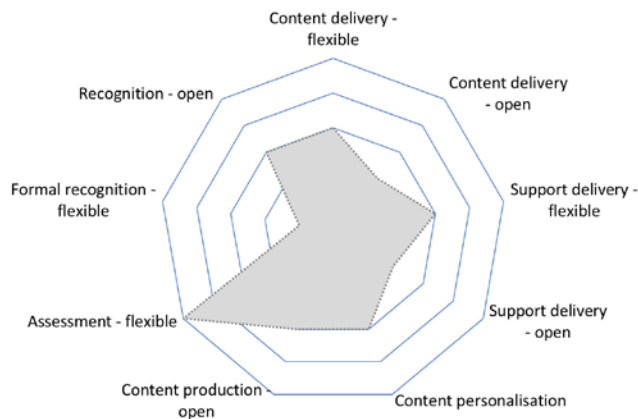 Content delivery -
flexible
Content delivery
- open
Recognition - open
Support delivery
- flexible
Formal recognition -
flexible
Support delivery
- open
Assessment - flexible
Content personalisation
Content production -
open